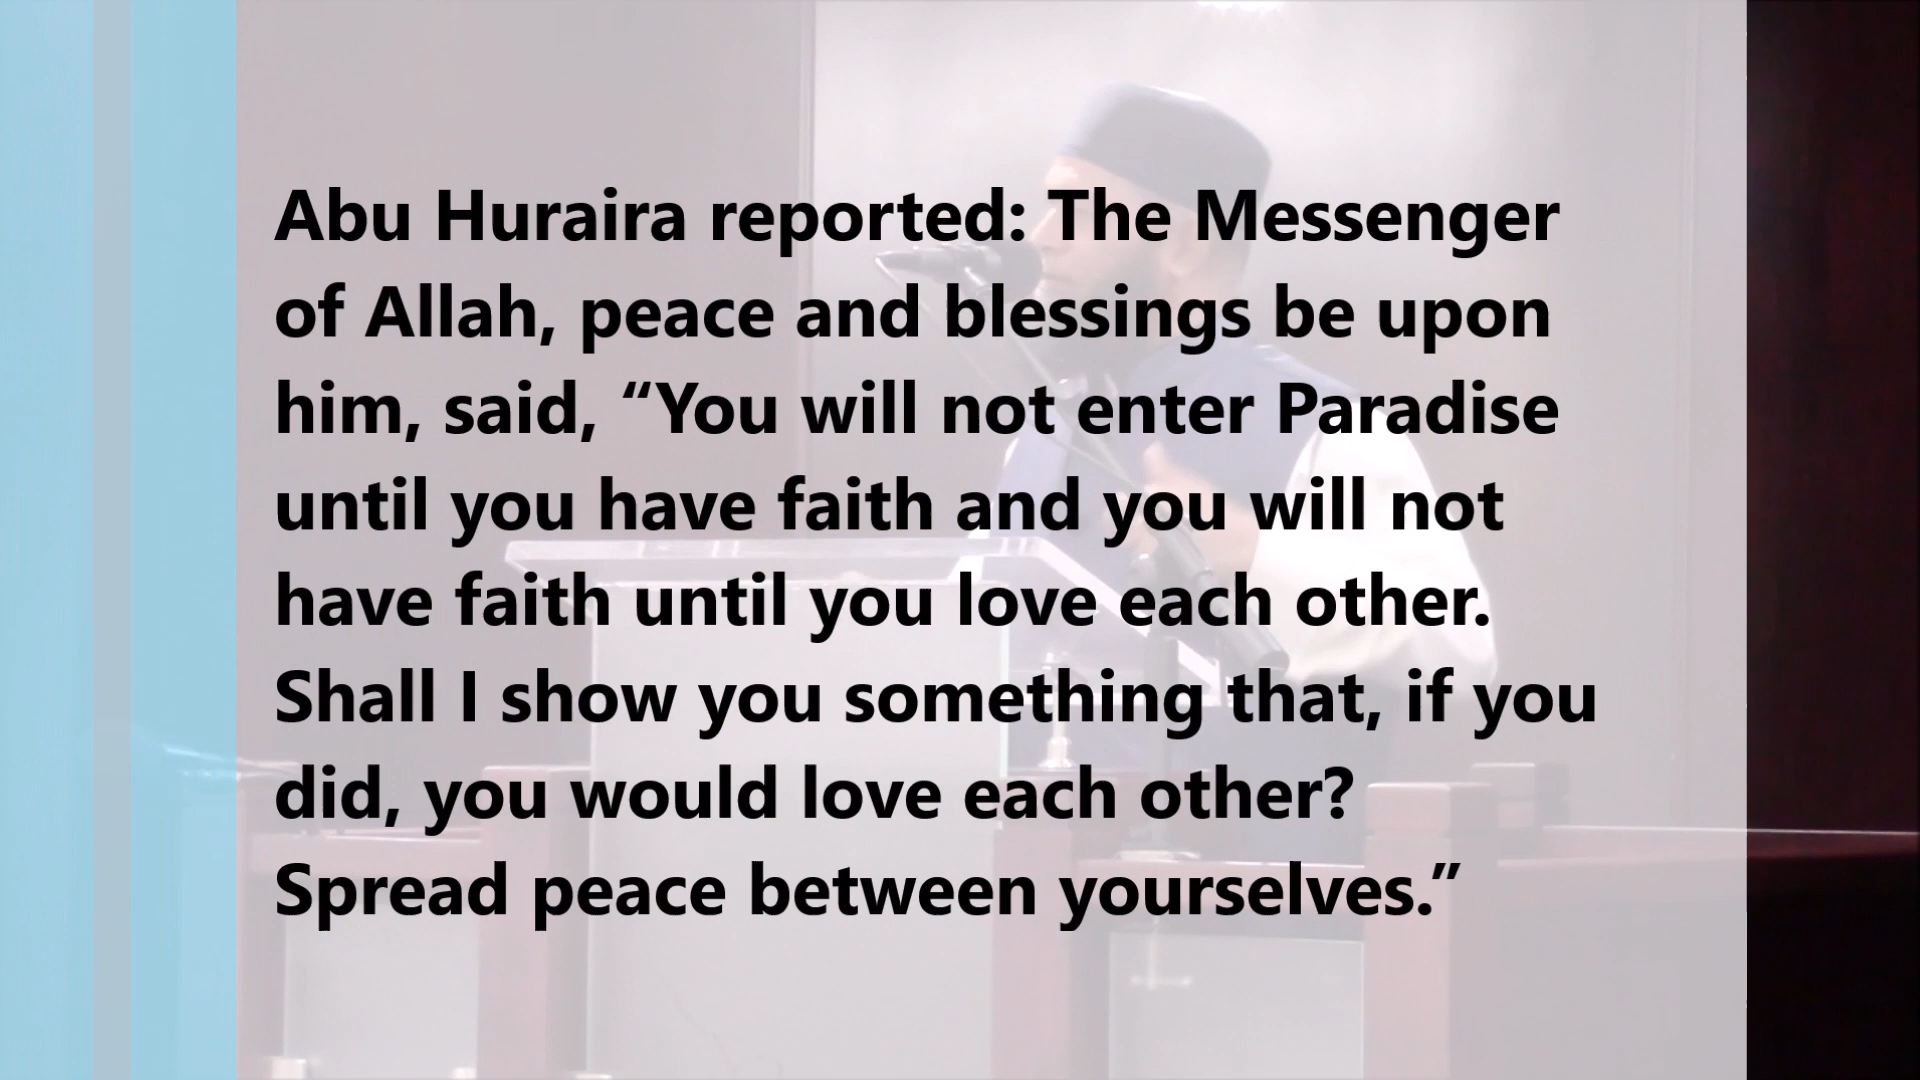 Abu Huraira reported: The Messenger
of Allah, peace and blessings be upon
him, said, “You will not enter Paradise
until you have faith and you will not
have faith until you love each other.
Shall I show you something that, if you
did, you would love each other?
Spread peace between yourselves.”